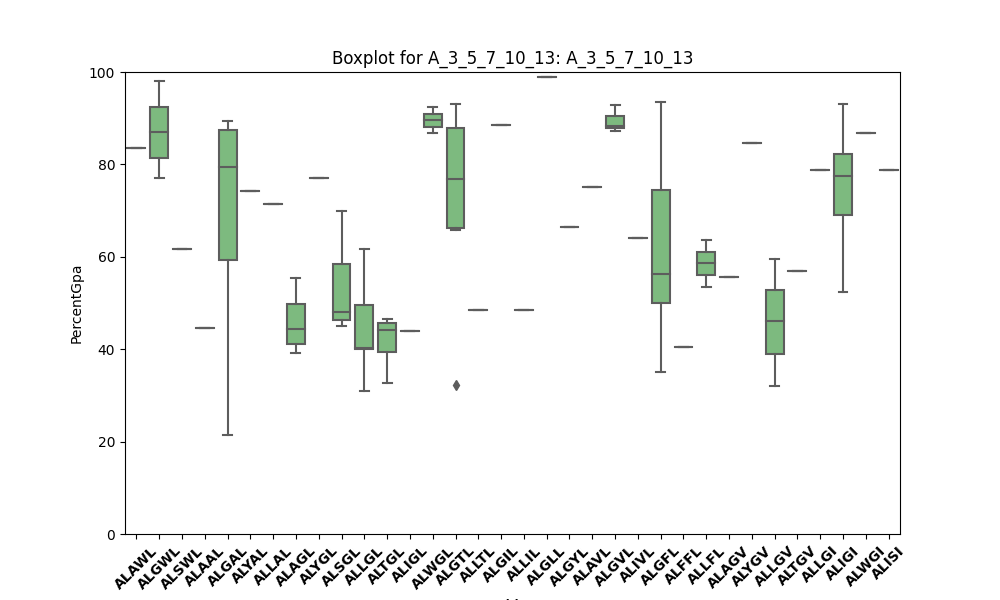 Boxplot for A_3_5_7_10_13: A_3_5_7_10_13
100
80
60
40
20
0
PercentGpa
ALAWL
ALGWL
ALSWL
ALAAL
ALGAL
ALYAL
ALLAL
ALAGL
ALYGL
ALSGL
ALLGL
ALTGL
ALIGL
ALWGL
ALGTL
ALLTL
ALGIL
ALLIL
ALGLL
ALGYL
ALAVL
ALGVL
ALIVL
ALGFL
ALFFL
ALLFL
ALAGV
ALYGV
ALLGV
ALTGV
ALLGI
ALIGI
ALWGI
ALISI